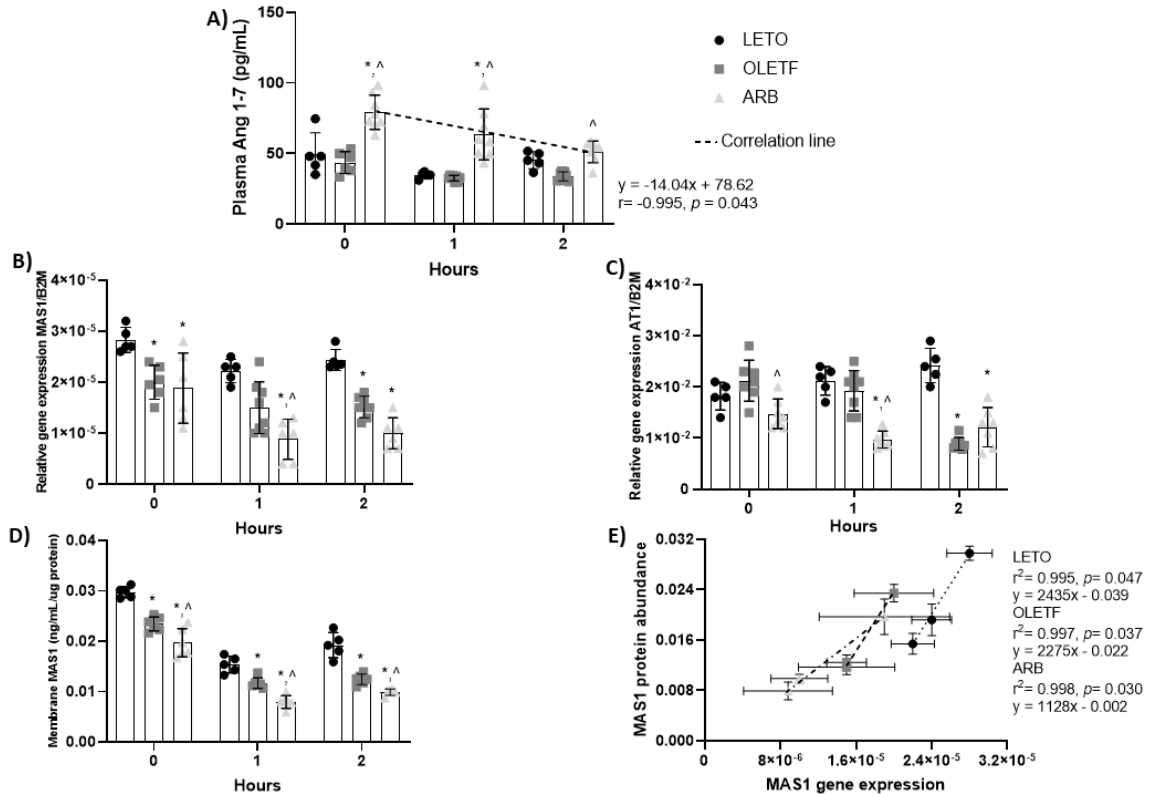 A)
Plasma Ang 1-7 (pg/mL)
150
100
50
0
*,^
*,^
^
0
1
2
Hours
LETO
OLETF
ARB
Correlation line
y = -14.04x + 78.62
r= -0.995, p = 0.043
B)
Relative gene expression MAS1/B2M
4×10⁻⁵
3×10⁻⁵
2×10⁻⁵
1×10⁻⁵
0
*
*
*,^
*
*
0
1
2
Hours
C)
Relative gene expression AT1/B2M
4×10⁻²
3×10⁻²
2×10⁻²
1×10⁻²
0
^
*,^
*
*
0
1
2
Hours
D)
Membrane MAS1 (ng/mL/ug protein)
0.04
0.03
0.02
0.01
0.00
*
*,^
*
*,^
*
*,^
0
1
2
Hours
E)
MAS1 protein abundance
0.032
0.024
0.016
0.008
0.000
0
8×10⁻⁶
1.6×10⁻⁵
2.4×10⁻⁵
3.2×10⁻⁵
MAS1 gene expression
LETO
r²= 0.995, p= 0.047
y = 2435x - 0.039
OLETF
r²= 0.997, p= 0.037
y = 2275x - 0.022
ARB
r²= 0.998, p= 0.030
y = 1128x - 0.002